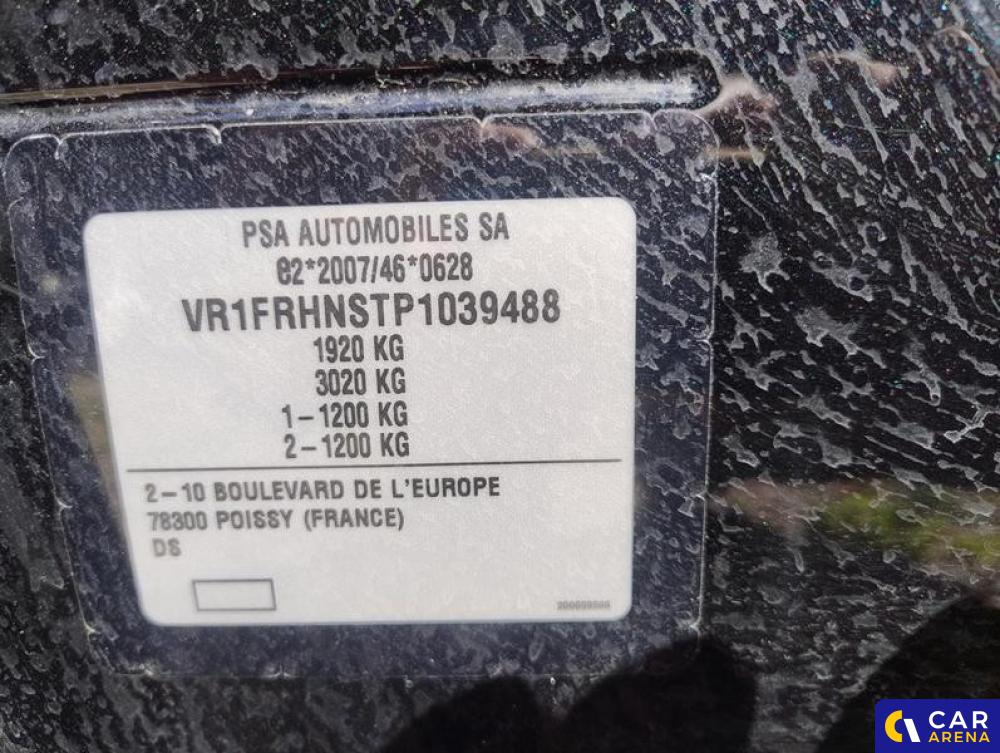 PSA AUTOMOBILES SA
e2*2007/46*0628
VR1FRHNSTP1039488
1920 KG
3020 KG
1-1200 KG
2-1200 KG
2-10 BOULEVARD DE L'EUROPE
78300 POISSY (FRANCE)
DS
CAR
ARENA